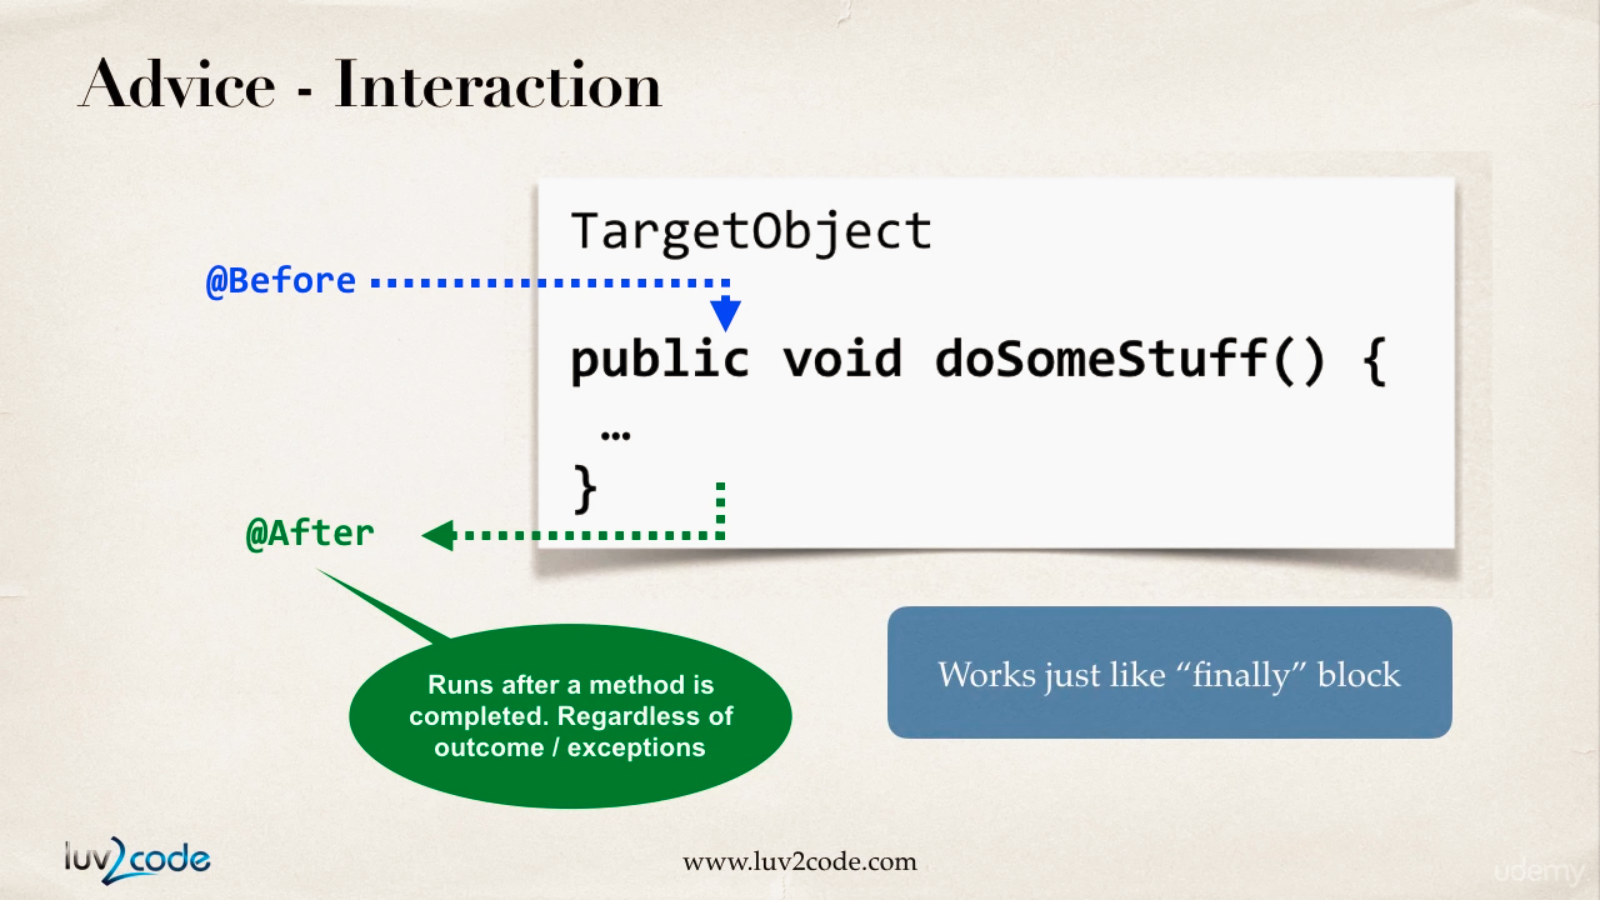 Advice - Interaction
TargetObject
@Before
public void doSomeStuff() {
…
}
@After
Runs after a method is
completed. Regardless of
outcome / exceptions
Works just like “finally” block
luv2code
www.luv2code.com
udemy